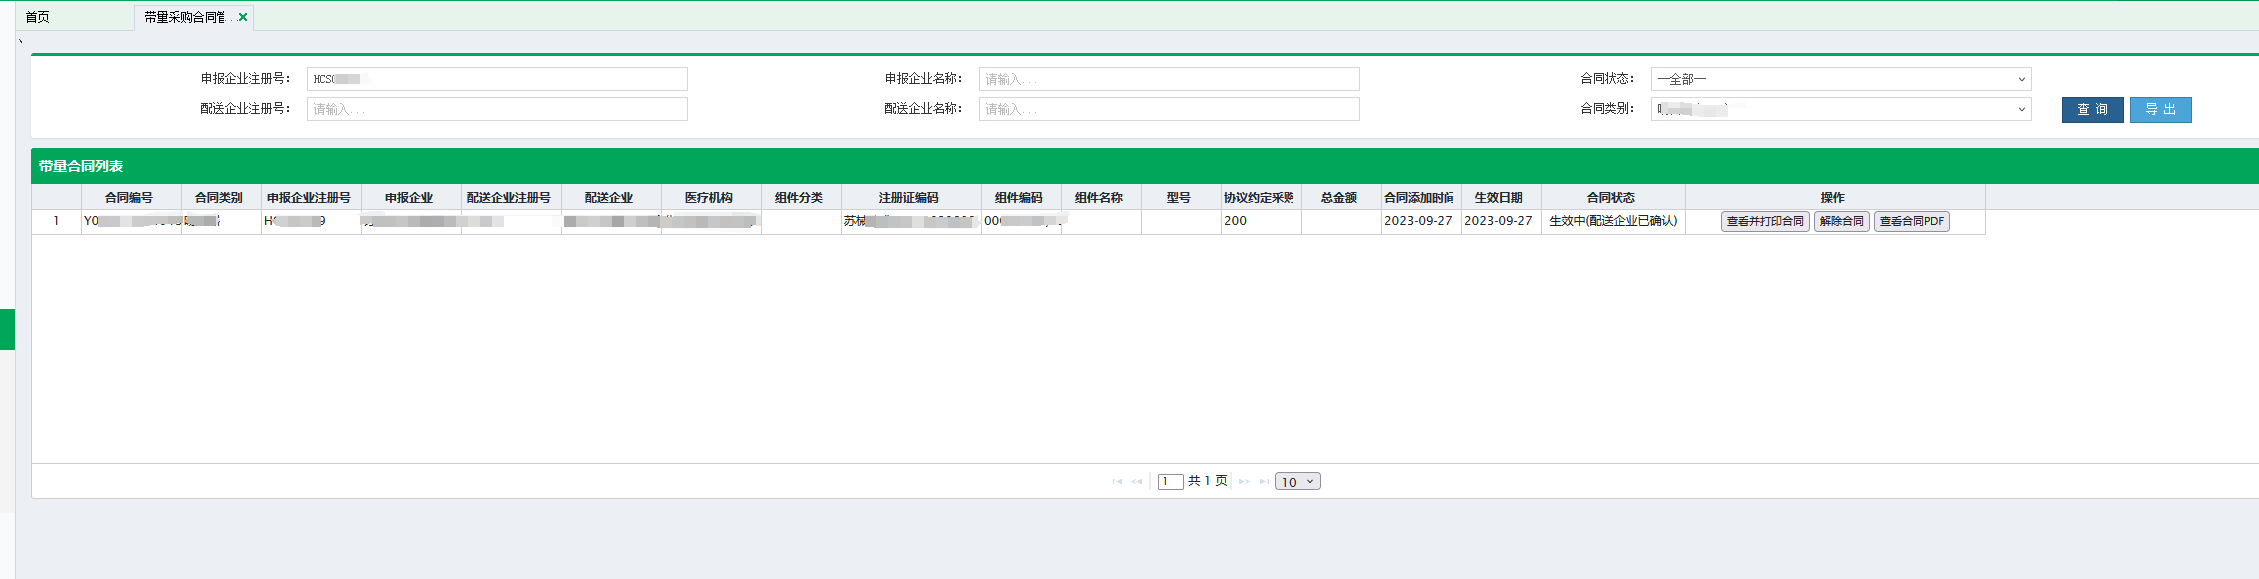 首页 带量采购合同管...
、
申报企业注册号： HCS 申报企业名称： 请输入... 合同状态： —全部—
配送企业注册号： 请输入... 配送企业名称： 请输入... 合同类别： 查 询 导 出
带量合同列表
合同编号 合同类别 申报企业注册号 申报企业 配送企业注册号 配送企业 医疗机构 组件分类 注册证编码 组件编码 组件名称 型号 协议约定采购 总金额 合同添加时间 生效日期 合同状态 操作
1 Y0 H 9 苏械 000 200 2023-09-27 2023-09-27 生效中(配送企业已确认) 查看并打印合同 解除合同 查看合同PDF
1 共 1 页 10